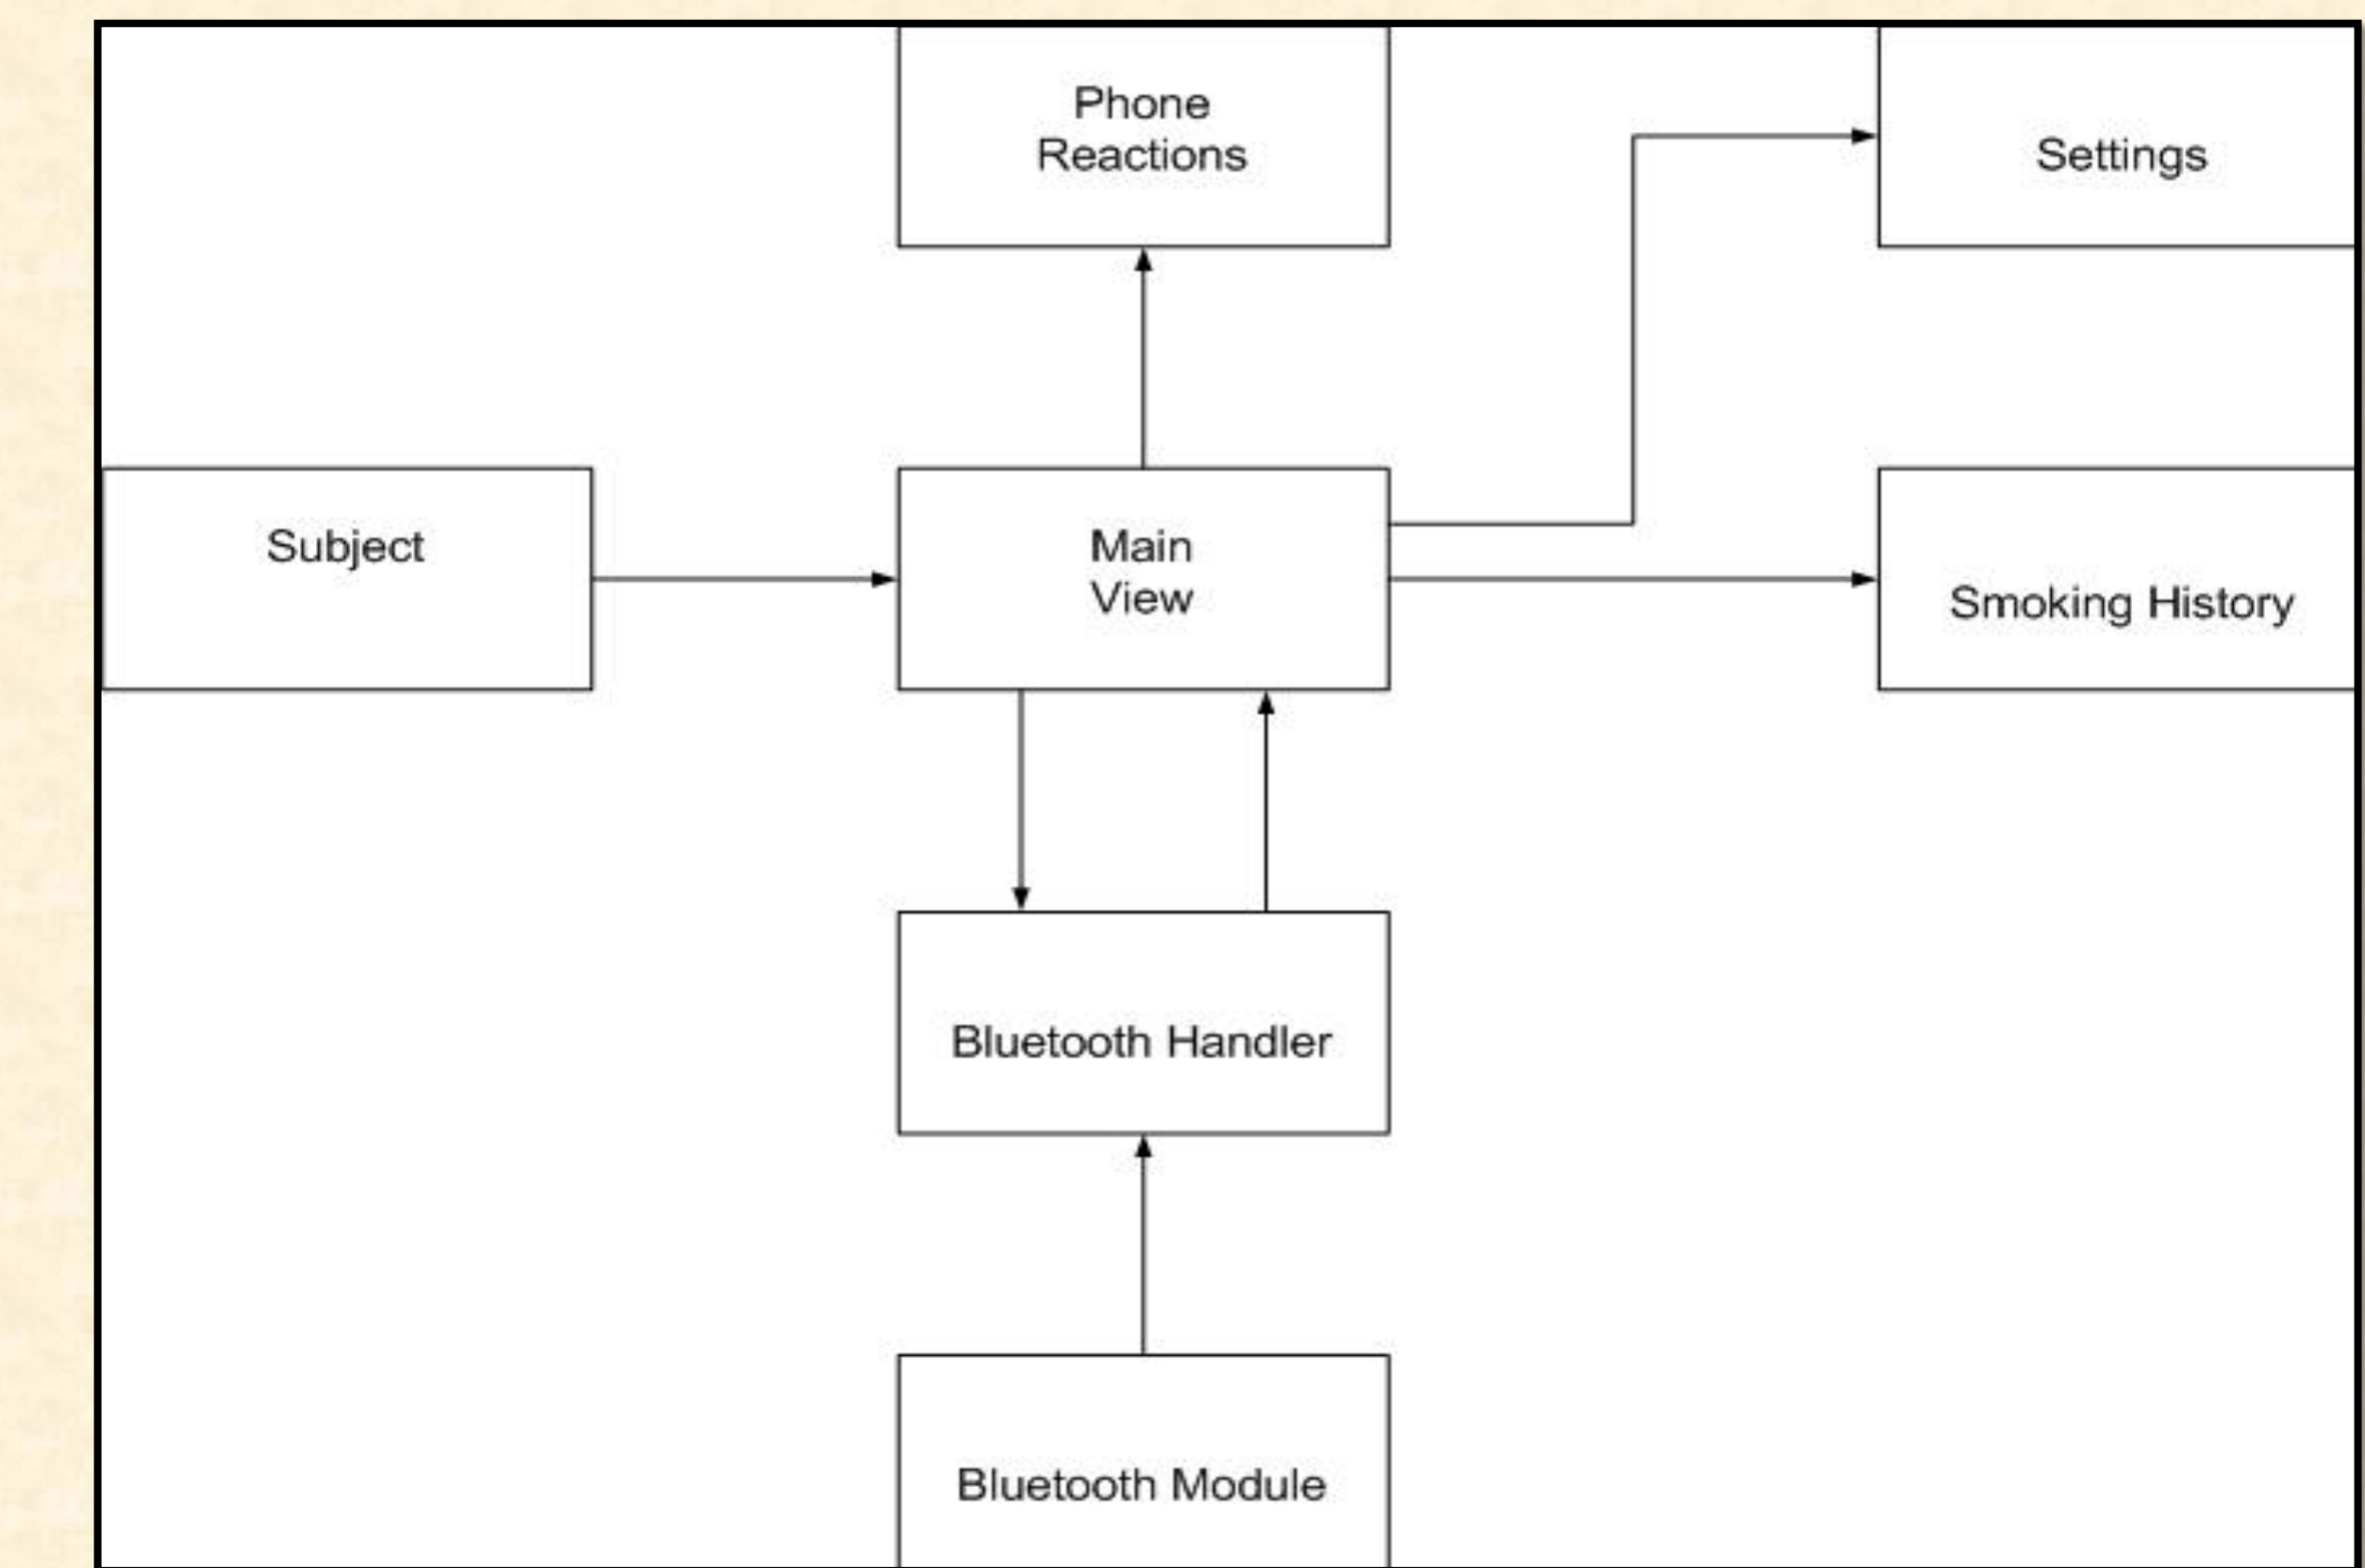 Phone
Reactions
Settings
Subject
Main
View
Smoking History
Bluetooth Handler
Bluetooth Module